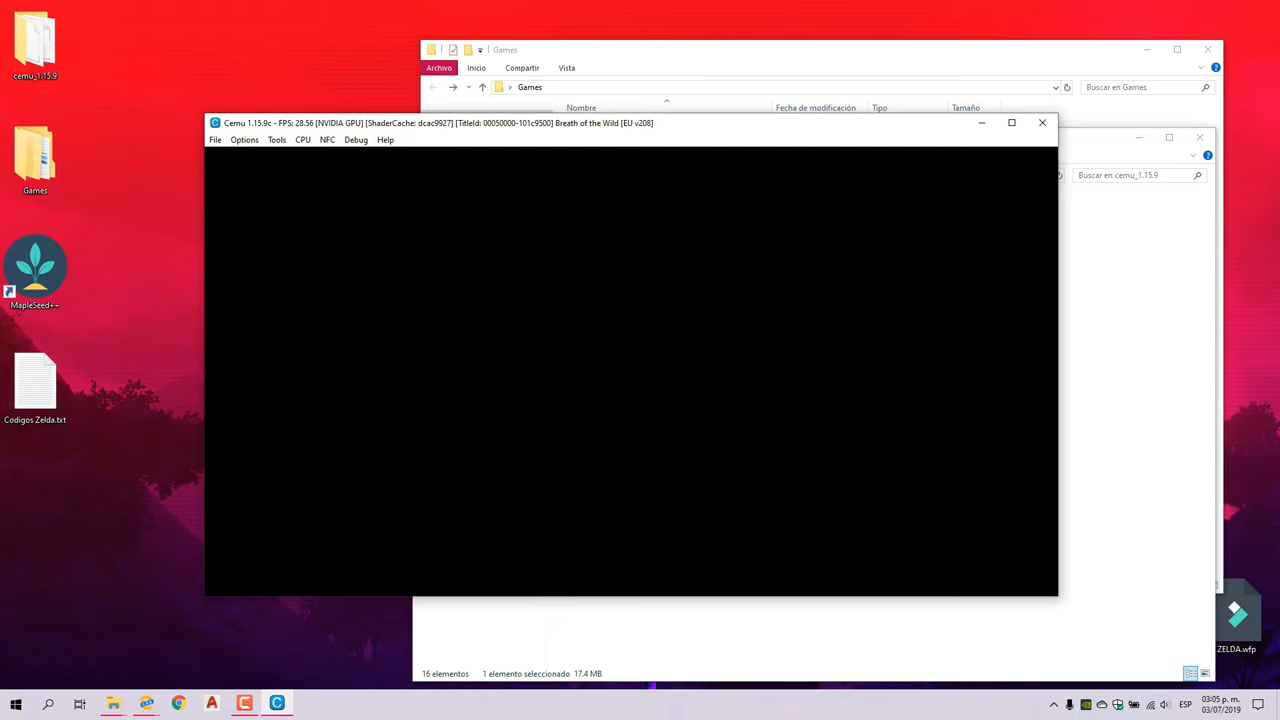 cemu_1.15.9
Games
MapleSeed++
Codigos Zelda.txt
Games
Archivo
Inicio
Compartir
Vista
Games
Buscar en Games
Nombre
Fecha de modificación
Tipo
Tamaño
Cemu 1.15.9c - FPS: 28.56 [NVIDIA GPU] [ShaderCache: dcac9927] [TitleId: 00050000-101c9500] Breath of the Wild [EU v208]
File Options Tools CPU NFC Debug Help
Buscar en cemu_1.15.9
ZELDA.wfp
16 elementos 1 elemento seleccionado 17.4 MB
ESP
03:05 p. m.
03/07/2019